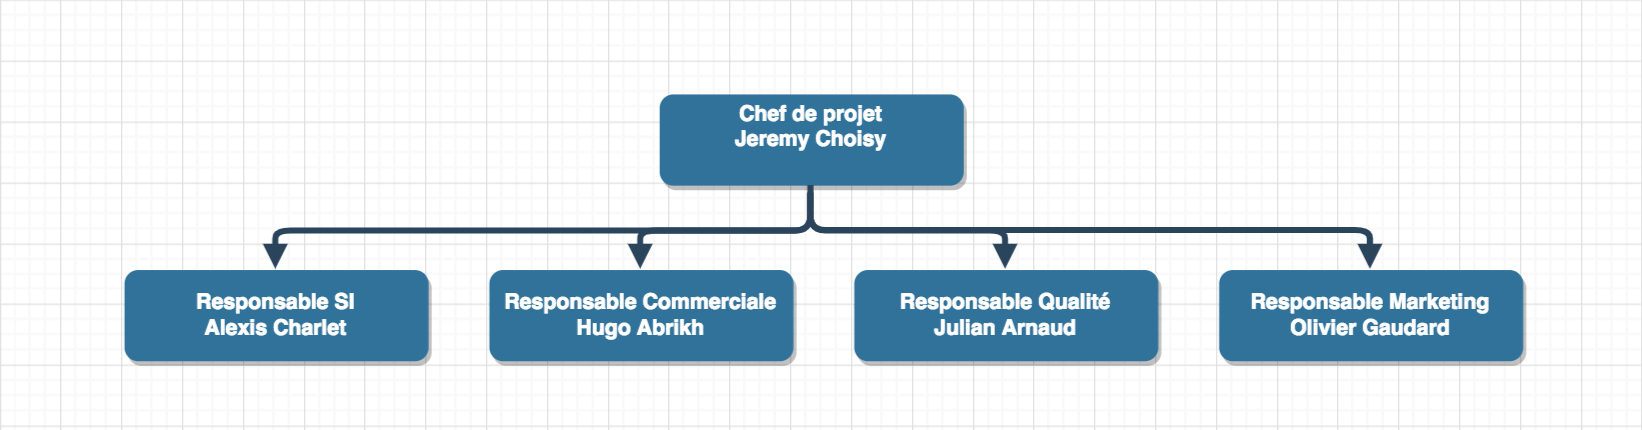 Chef de projet
Jeremy Choisy
Responsable SI
Alexis Charlet
Responsable Commerciale
Hugo Abrikh
Responsable Qualité
Julian Arnaud
Responsable Marketing
Olivier Gaudard